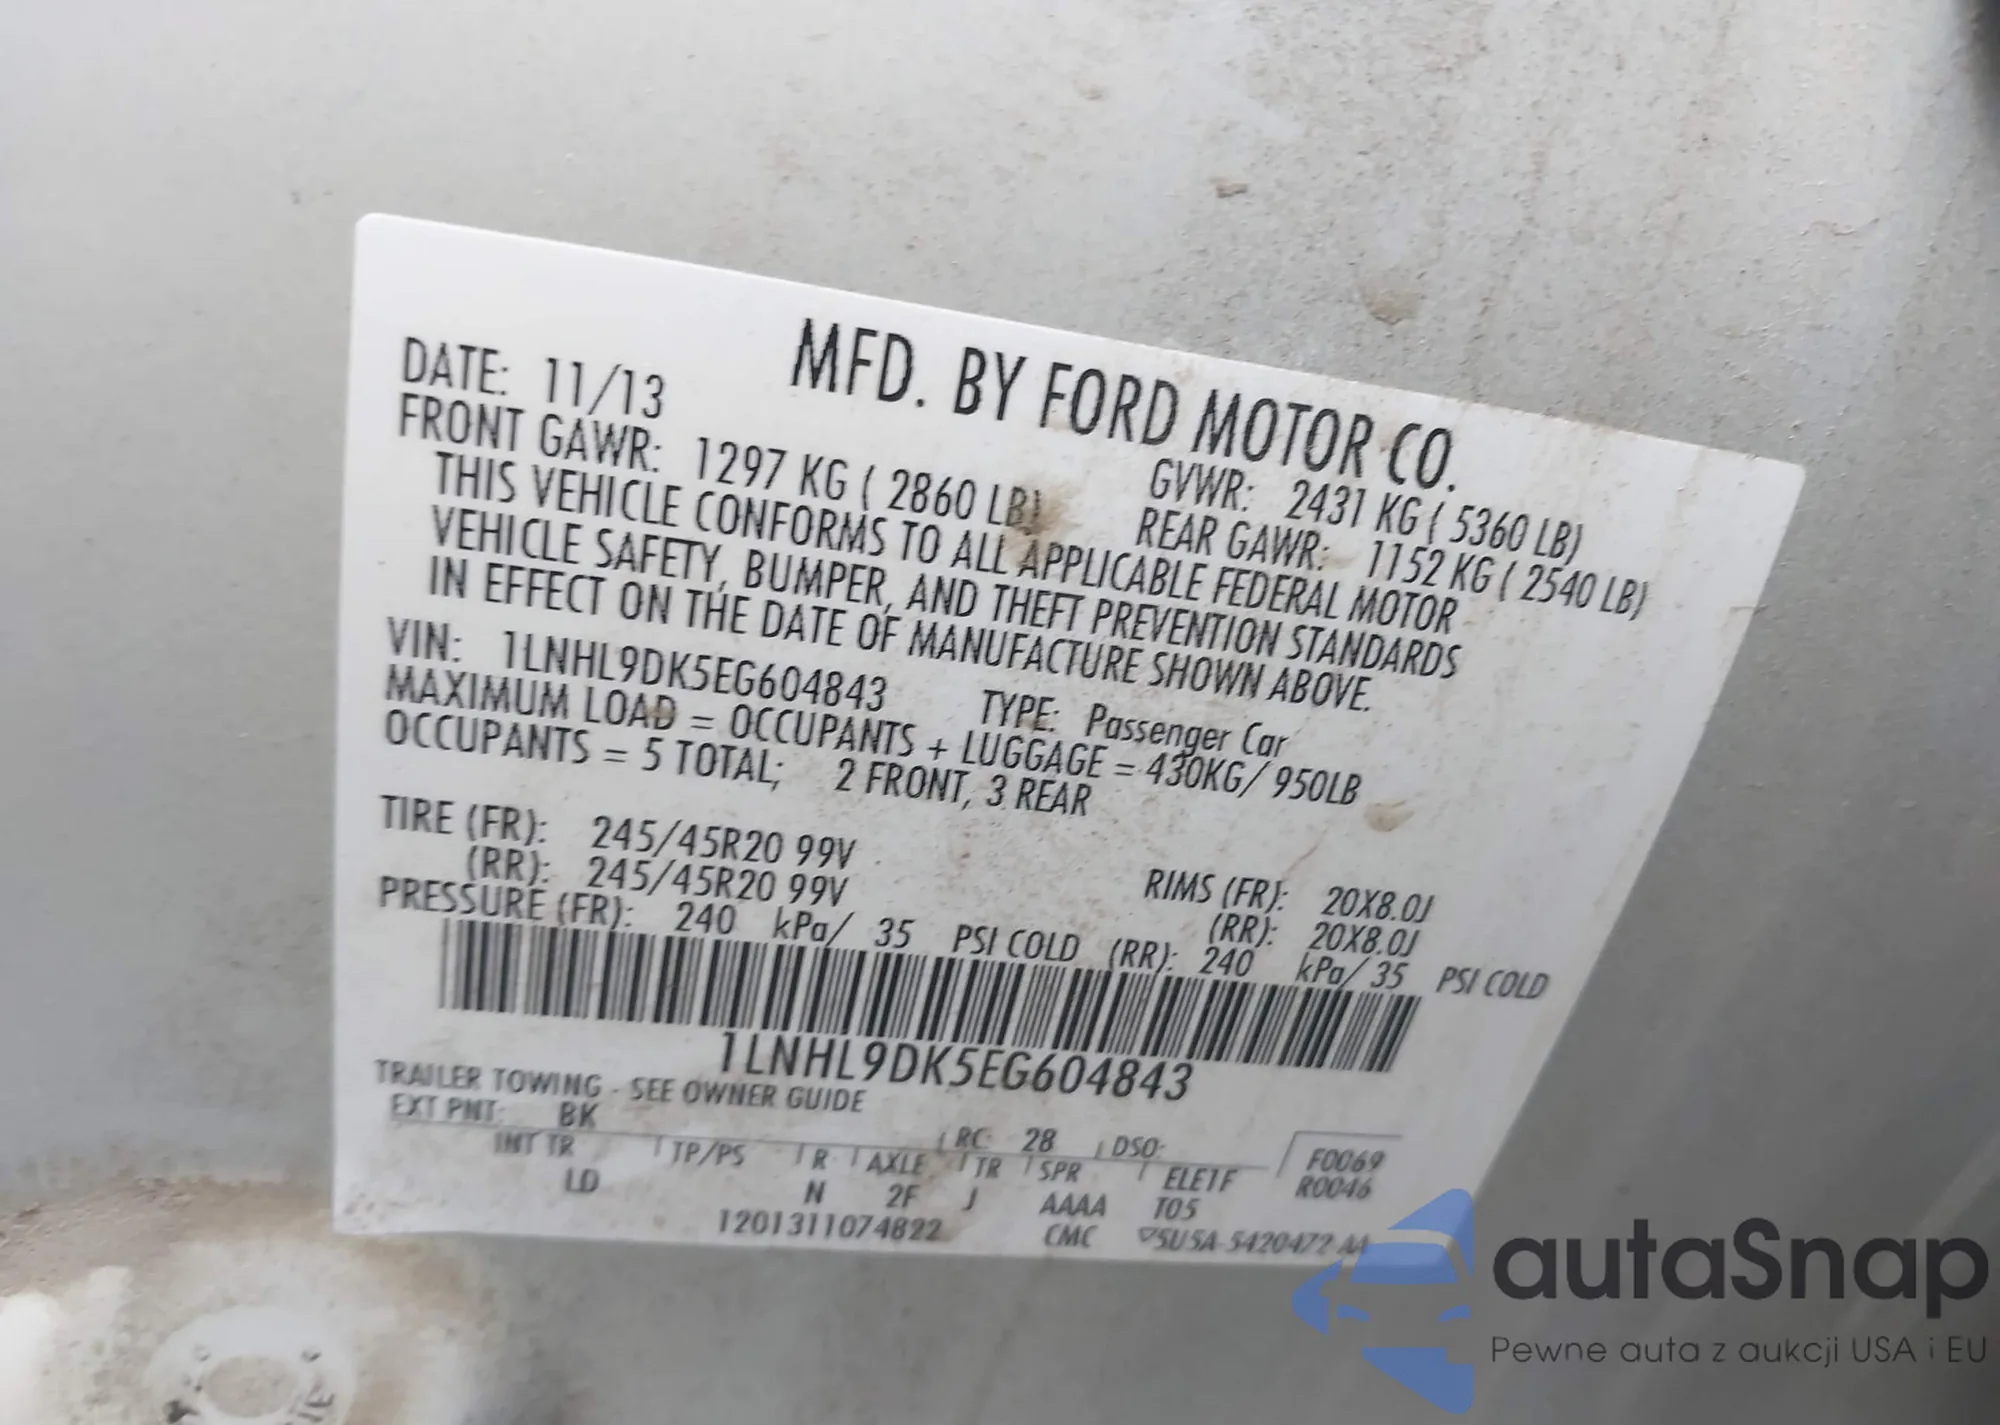 MFD. BY FORD MOTOR CO.
DATE: 11/13
GVWR: 2431 KG ( 5360 LB)
FRONT GAWR: 1297 KG ( 2860 LB)
REAR GAWR: 1152 KG ( 2540 LB)
THIS VEHICLE CONFORMS TO ALL APPLICABLE FEDERAL MOTOR
VEHICLE SAFETY, BUMPER, AND THEFT PREVENTION STANDARDS
IN EFFECT ON THE DATE OF MANUFACTURE SHOWN ABOVE.
VIN: 1LNHL9DK5EG604843
TYPE: Passenger Car
MAXIMUM LOAD = OCCUPANTS + LUGGAGE = 430KG/ 950LB
OCCUPANTS = 5 TOTAL; 2 FRONT, 3 REAR
TIRE (FR): 245/45R20 99V
RIMS (FR): 20X8.0J
(RR): 245/45R20 99V
(RR): 20X8.0J
PRESSURE (FR): 240 kPa/ 35 PSI COLD (RR): 240 kPa/ 35 PSI COLD
1LNHL9DK5EG604843
TRAILER TOWING - SEE OWNER GUIDE
EXT PNT: BK RC: 28 DSO: F0069
INT TR TP/PS R AXLE TR SPR R0046
LD N 2F J AAAA T05
1201311074822 CMC
autaSnap
Pewne auta z aukcji USA i EU